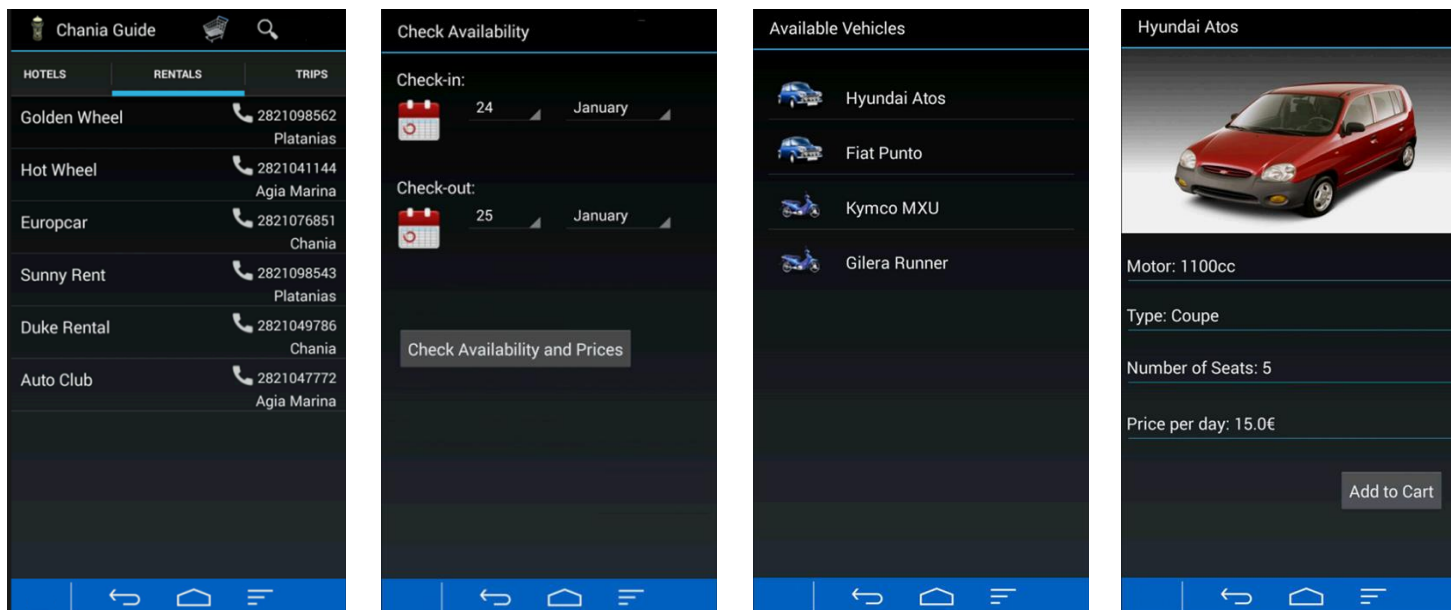 Chania Guide
HOTELS RENTALS TRIPS
Golden Wheel 2821098562
Platanias
Hot Wheel 2821041144
Agia Marina
Europcar 2821076851
Chania
Sunny Rent 2821098543
Platanias
Duke Rental 2821049786
Chania
Auto Club 2821047772
Agia Marina
Check Availability
Check-in:
24 January
Check-out:
25 January
Check Availability and Prices
Available Vehicles
Hyundai Atos
Fiat Punto
Kymco MXU
Gilera Runner
Hyundai Atos
Motor: 1100cc
Type: Coupe
Number of Seats: 5
Price per day: 15.0€
Add to Cart